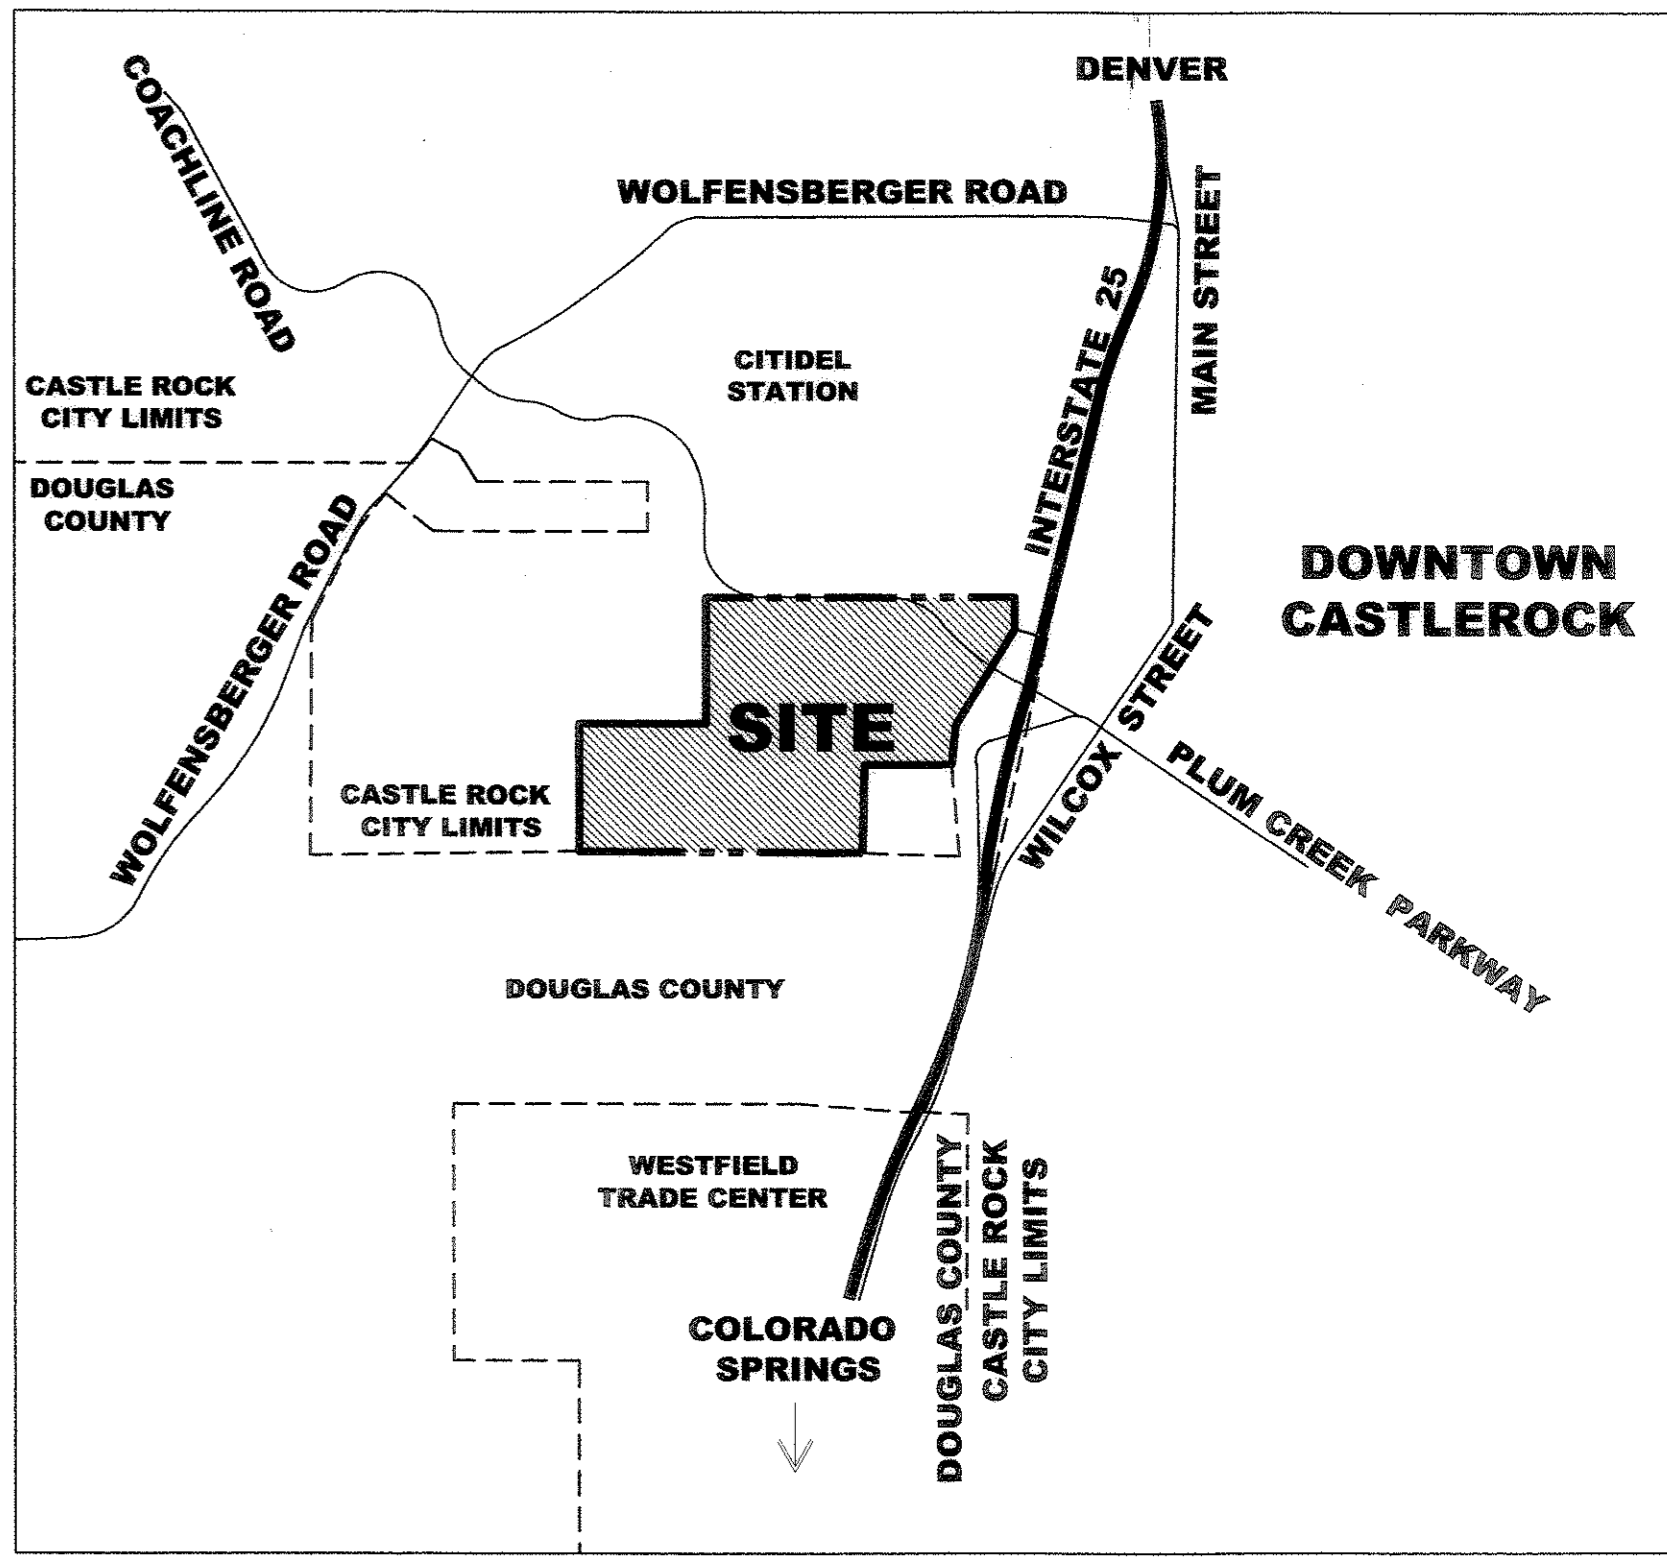 DENVER
COACHLINE ROAD
WOLFENSBERGER ROAD
MAIN STREET
INTERSTATE 25
CITIDEL
STATION
CASTLE ROCK
CITY LIMITS
DOUGLAS
COUNTY
WOLFENSBERGER ROAD
DOWNTOWN
CASTLEROCK
SITE
WILCOX STREET
PLUM CREEK PARKWAY
CASTLE ROCK
CITY LIMITS
DOUGLAS COUNTY
WESTFIELD
TRADE CENTER
DOUGLAS COUNTY
CASTLE ROCK
CITY LIMITS
COLORADO
SPRINGS